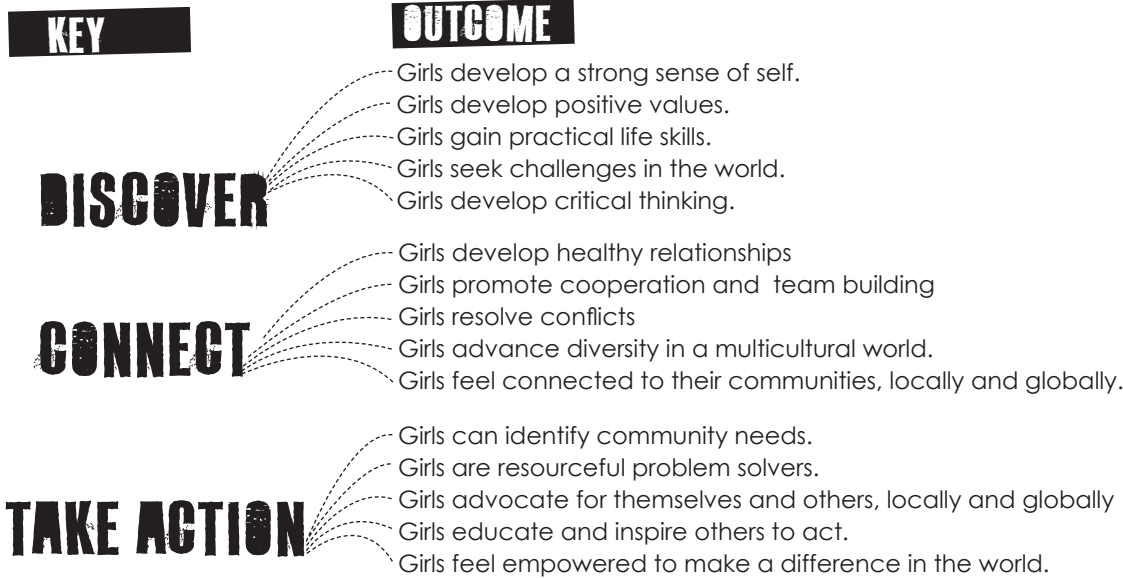 KEY
OUTCOME
DISCOVER
Girls develop a strong sense of self.
Girls develop positive values.
Girls gain practical life skills.
Girls seek challenges in the world.
Girls develop critical thinking.
CONNECT
Girls develop healthy relationships
Girls promote cooperation and  team building
Girls resolve conflicts
Girls advance diversity in a multicultural world.
Girls feel connected to their communities, locally and globally.
TAKE ACTION
Girls can identify community needs.
Girls are resourceful problem solvers.
Girls advocate for themselves and others, locally and globally
Girls educate and inspire others to act.
Girls feel empowered to make a difference in the world.